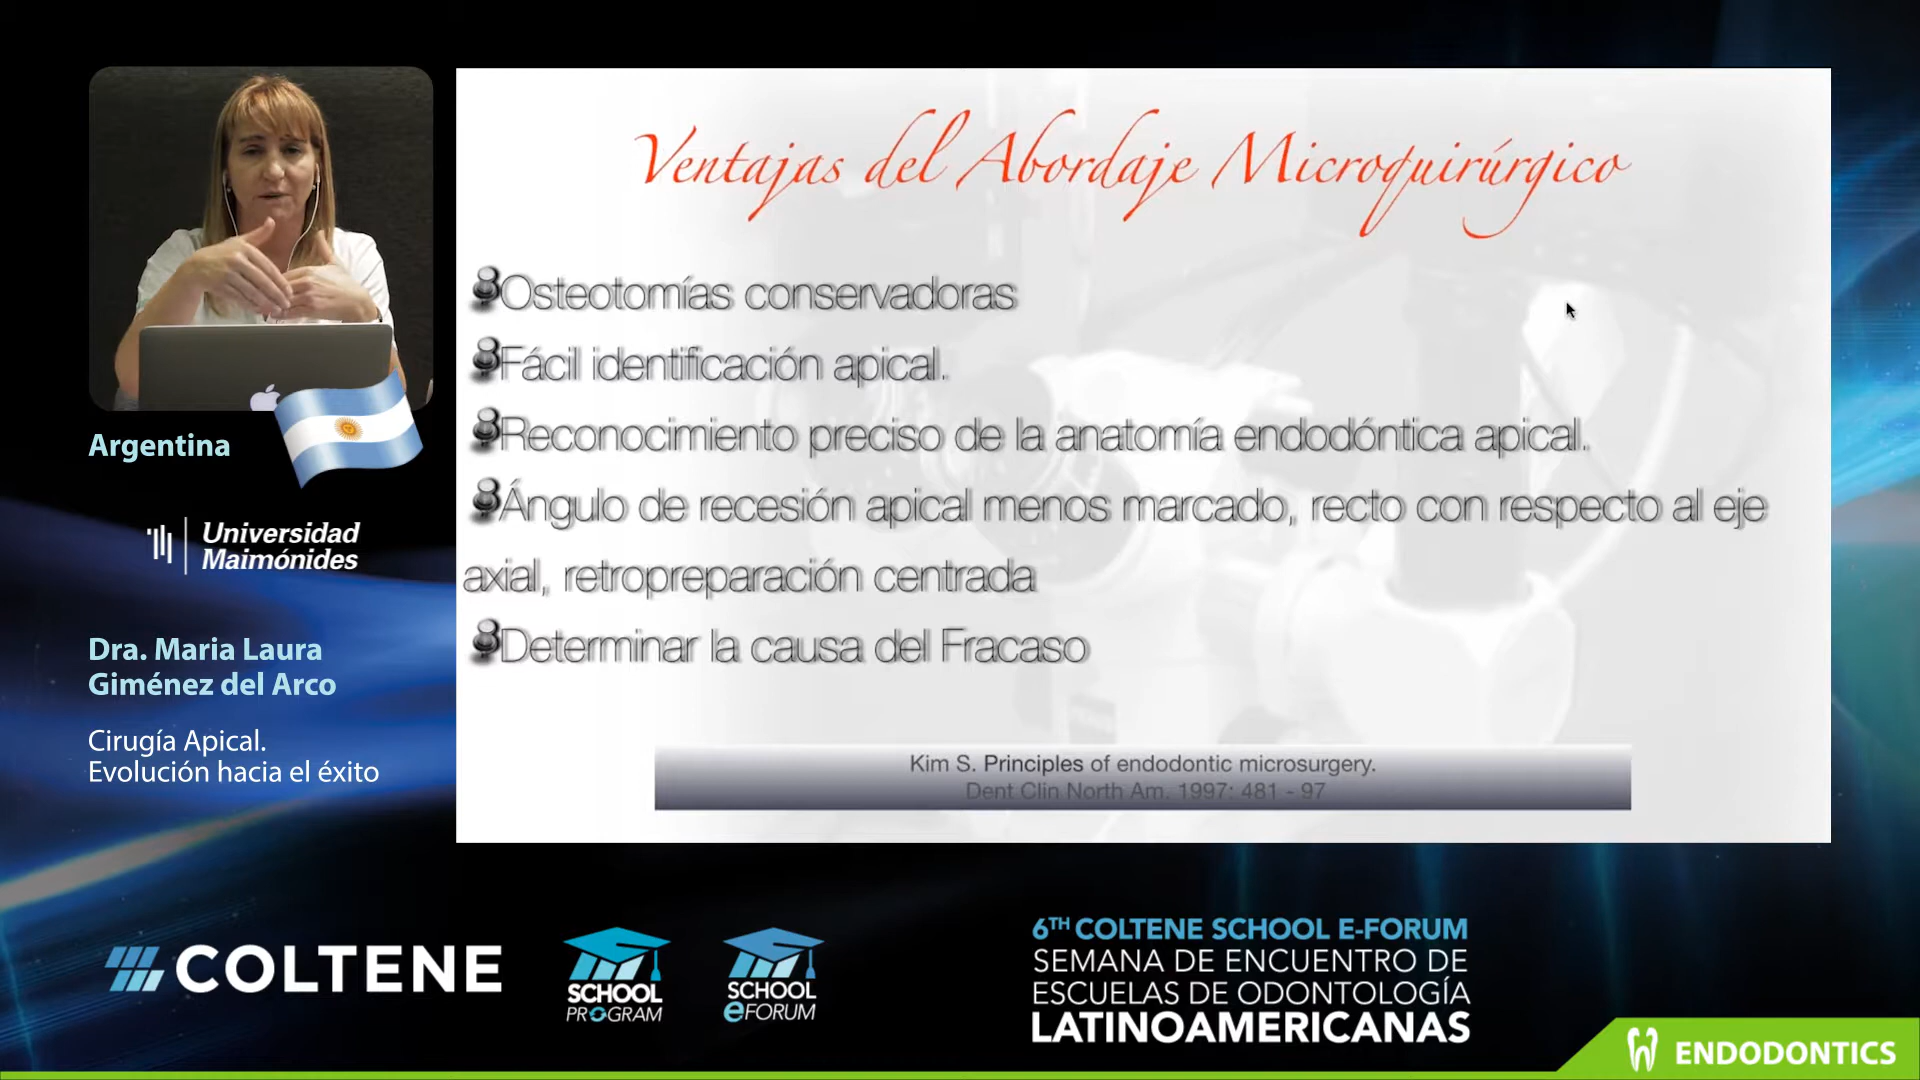 Ventajas del Abordaje Microquirúrgico
Osteotomías conservadoras
Fácil identificación apical.
Reconocimiento preciso de la anatomía endodóntica apical.
Ángulo de recesión apical menos marcado, recto con respecto al eje
axial, retropreparación centrada
Determinar la causa del Fracaso
Kim S. Principles of endodontic microsurgery.
Dent Clin North Am. 1997: 481 - 97
Argentina
Universidad
Maimónides
Dra. Maria Laura
Giménez del Arco
Cirugía Apical.
Evolución hacia el éxito
COLTENE
SCHOOL
PROGRAM
SCHOOL
eFORUM
6TH COLTENE SCHOOL E-FORUM
SEMANA DE ENCUENTRO DE
ESCUELAS DE ODONTOLOGÍA
LATINOAMERICANAS
ENDODONTICS